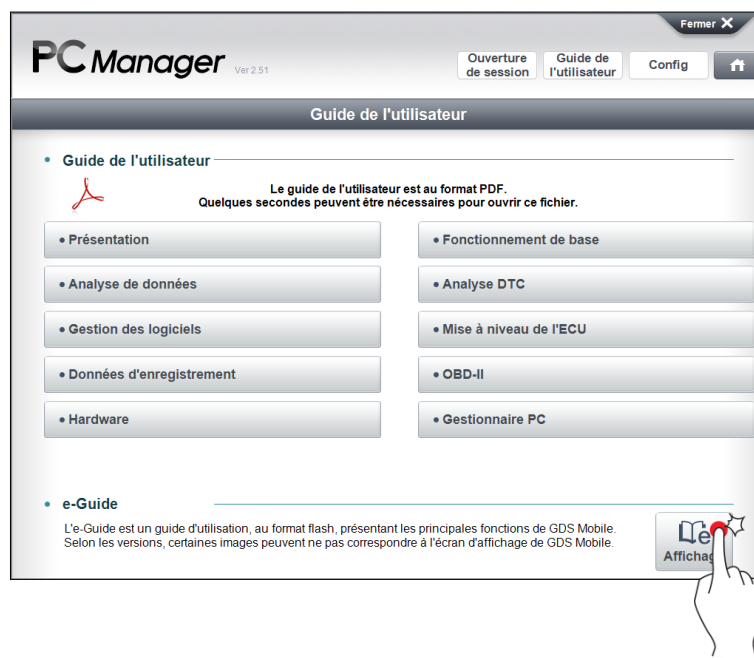 Fermer X
PC Manager Ver 2.51
Ouverture de session
Guide de l'utilisateur
Config
Guide de l'utilisateur
• Guide de l'utilisateur
Le guide de l'utilisateur est au format PDF.
Quelques secondes peuvent être nécessaires pour ouvrir ce fichier.
• Présentation
• Fonctionnement de base
• Analyse de données
• Analyse DTC
• Gestion des logiciels
• Mise à niveau de l'ECU
• Données d'enregistrement
• OBD-II
• Hardware
• Gestionnaire PC
• e-Guide
L'e-Guide est un guide d'utilisation, au format flash, présentant les principales fonctions de GDS Mobile.
Selon les versions, certaines images peuvent ne pas correspondre à l'écran d'affichage de GDS Mobile.
e
Affichag